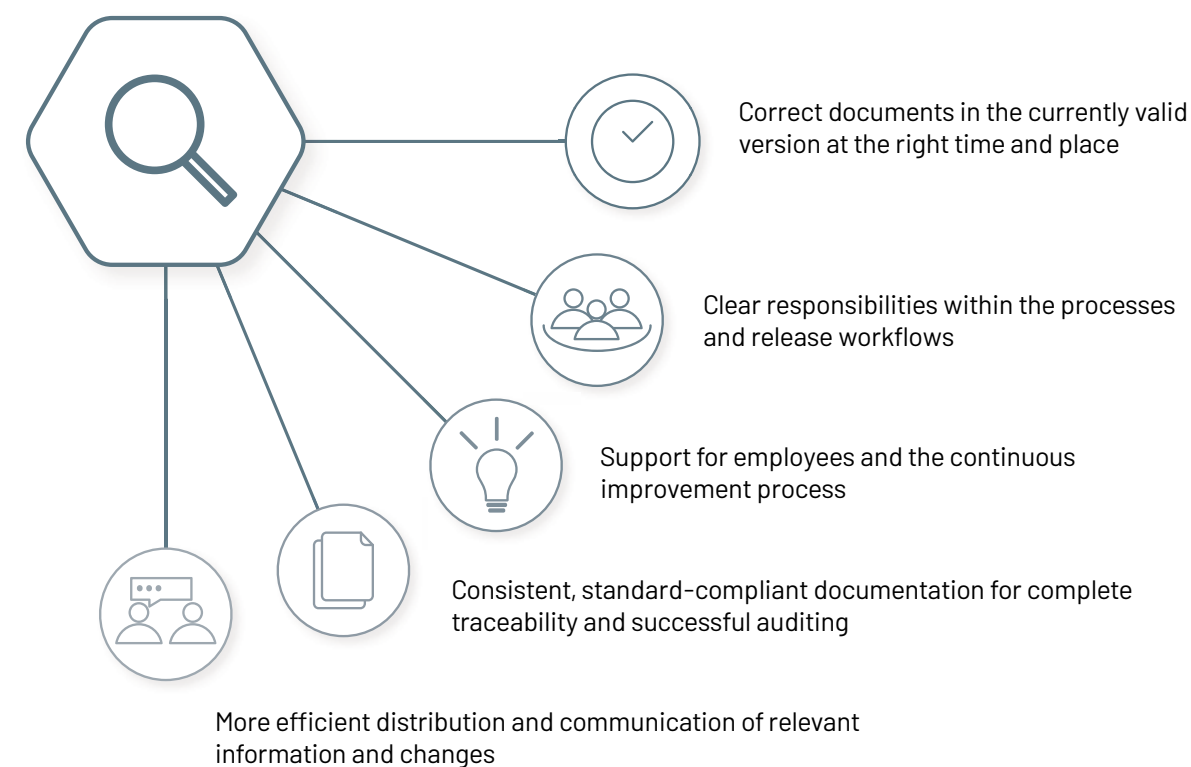 Correct documents in the currently valid
version at the right time and place
Clear responsibilities within the processes
and release workflows
Support for employees and the continuous
improvement process
Consistent, standard-compliant documentation for complete
traceability and successful auditing
More efficient distribution and communication of relevant
information and changes